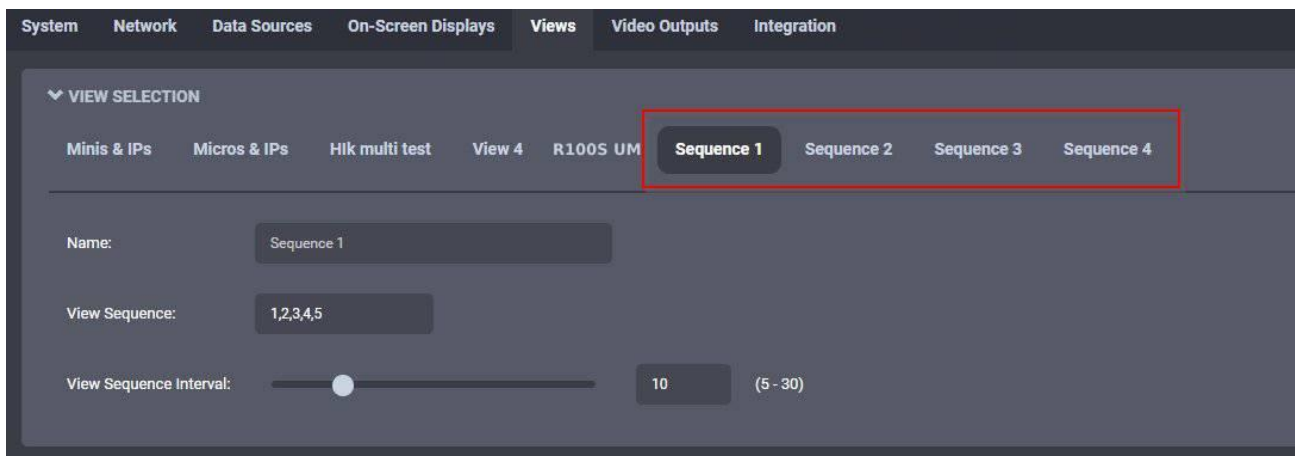 System Network Data Sources On-Screen Displays Views Video Outputs Integration
VIEW SELECTION
Minis & IPs Micros & IPs HIk multi test View 4 R100S UM Sequence 1 Sequence 2 Sequence 3 Sequence 4
Name: Sequence 1
View Sequence: 1,2,3,4,5
View Sequence Interval: 10 (5 - 30)